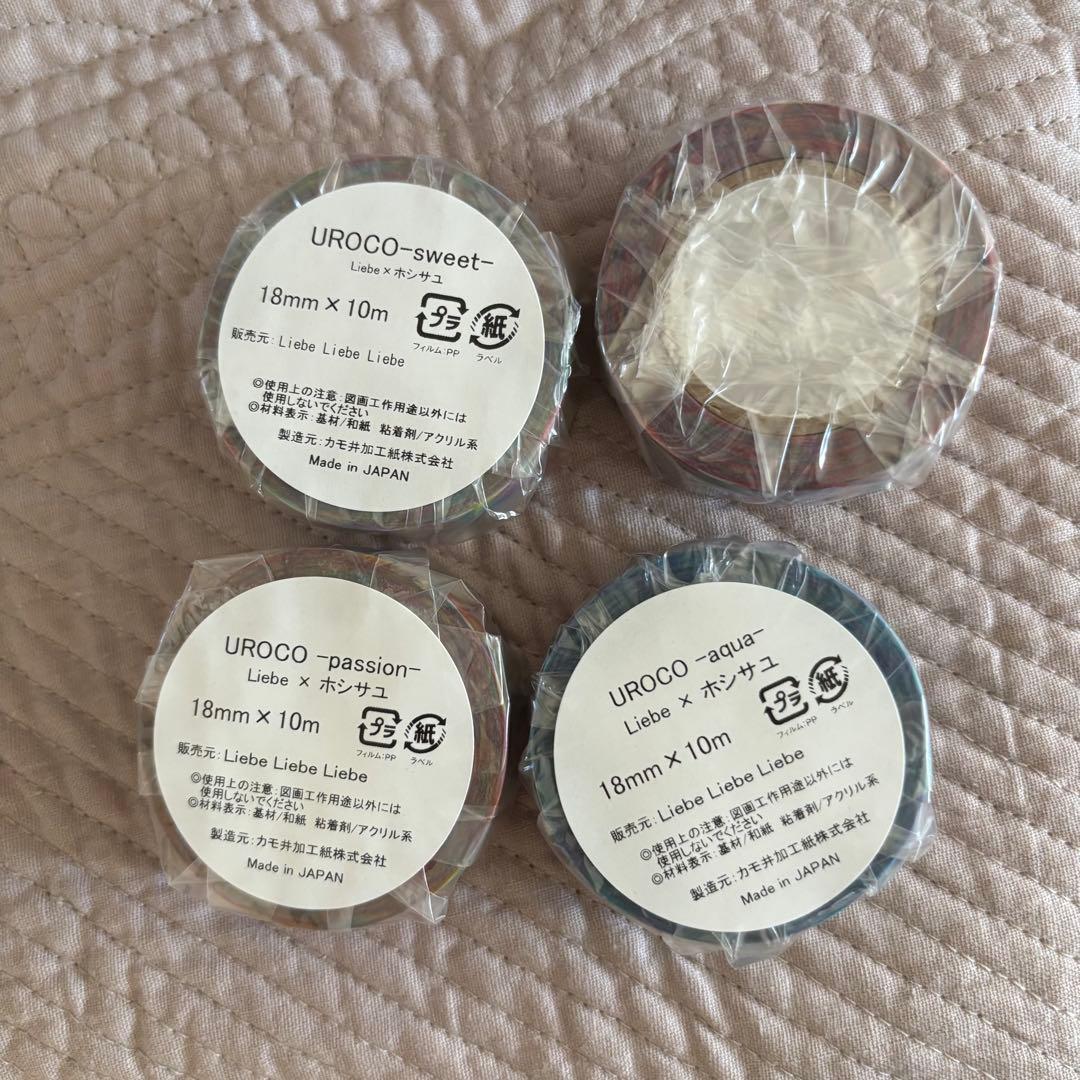 UROCO-sweet-
Liebe×ホシサユ
18mm×10m
プラ
紙
フィルム:PP
ラベル
販売元:Liebe Liebe Liebe
◎使用上の注意:図画工作用途以外には
使用しないでください
◎材料表示:基材/和紙 粘着剤/アクリル系
製造元:カモ井加工紙株式会社
Made in JAPAN
UROCO -passion-
Liebe × ホシサユ
18mm×10m
プラ
紙
フィルム:PP
ラベル
販売元:Liebe Liebe Liebe
◎使用上の注意:図画工作用途以外には
使用しないでください
◎材料表示:基材/和紙 粘着剤/アクリル系
製造元:カモ井加工紙株式会社
Made in JAPAN
UROCO -aqua-
Liebe × ホシサユ
18mm×10m
プラ
紙
フィルム:PP
ラベル
販売元:Liebe Liebe Liebe
◎使用上の注意:図画工作用途以外には
使用しないでください
◎材料表示:基材/和紙 粘着剤/アクリル系
製造元:カモ井加工紙株式会社
Made in JAPAN